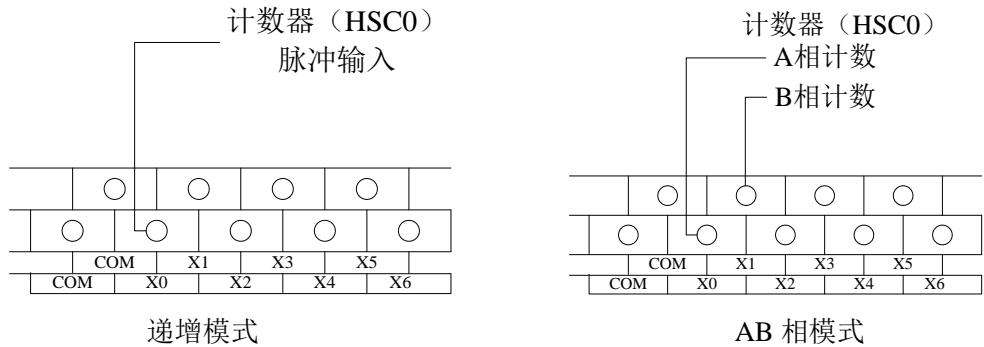 计数器（HSC0）
脉冲输入
COM X1 X3 X5
COM X0 X2 X4 X6
递增模式
计数器（HSC0）
A相计数
B相计数
COM X1 X3 X5
COM X0 X2 X4 X6
AB 相模式